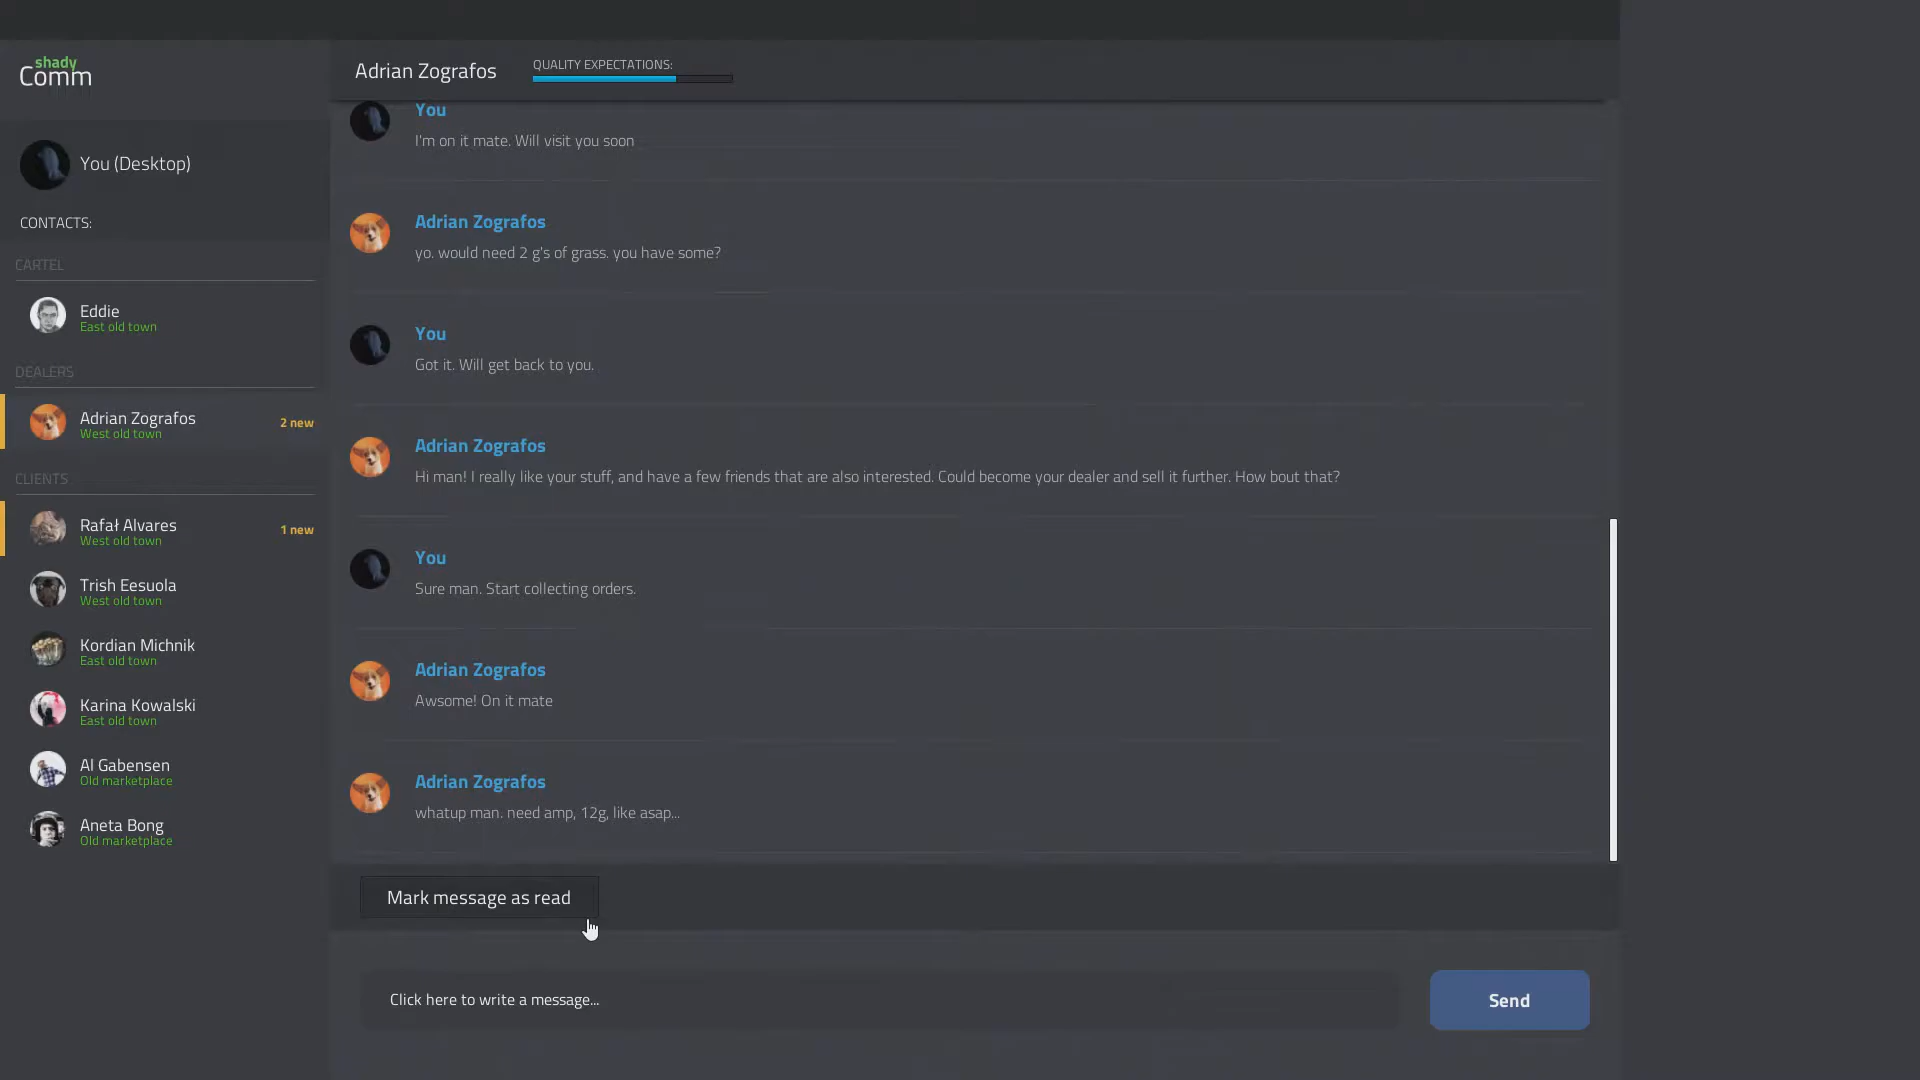 shady
Comm
You (Desktop)
CONTACTS:
CARTEL
Eddie
East old town
DEALERS
Adrian Zografos
West old town
2 new
CLIENTS
Rafał Alvares
West old town
1 new
Trish Eesuola
West old town
Kordian Michnik
East old town
Karina Kowalski
East old town
Al Gabensen
Old marketplace
Aneta Bong
Old marketplace
Adrian Zografos
QUALITY EXPECTATIONS:
You
I'm on it mate. Will visit you soon
Adrian Zografos
yo. would need 2 g's of grass. you have some?
You
Got it. Will get back to you.
Adrian Zografos
Hi man! I really like your stuff, and have a few friends that are also interested. Could become your dealer and sell it further. How bout that?
You
Sure man. Start collecting orders.
Adrian Zografos
Awsome! On it mate
Adrian Zografos
whatup man. need amp, 12g, like asap...
Mark message as read
Click here to write a message...
Send